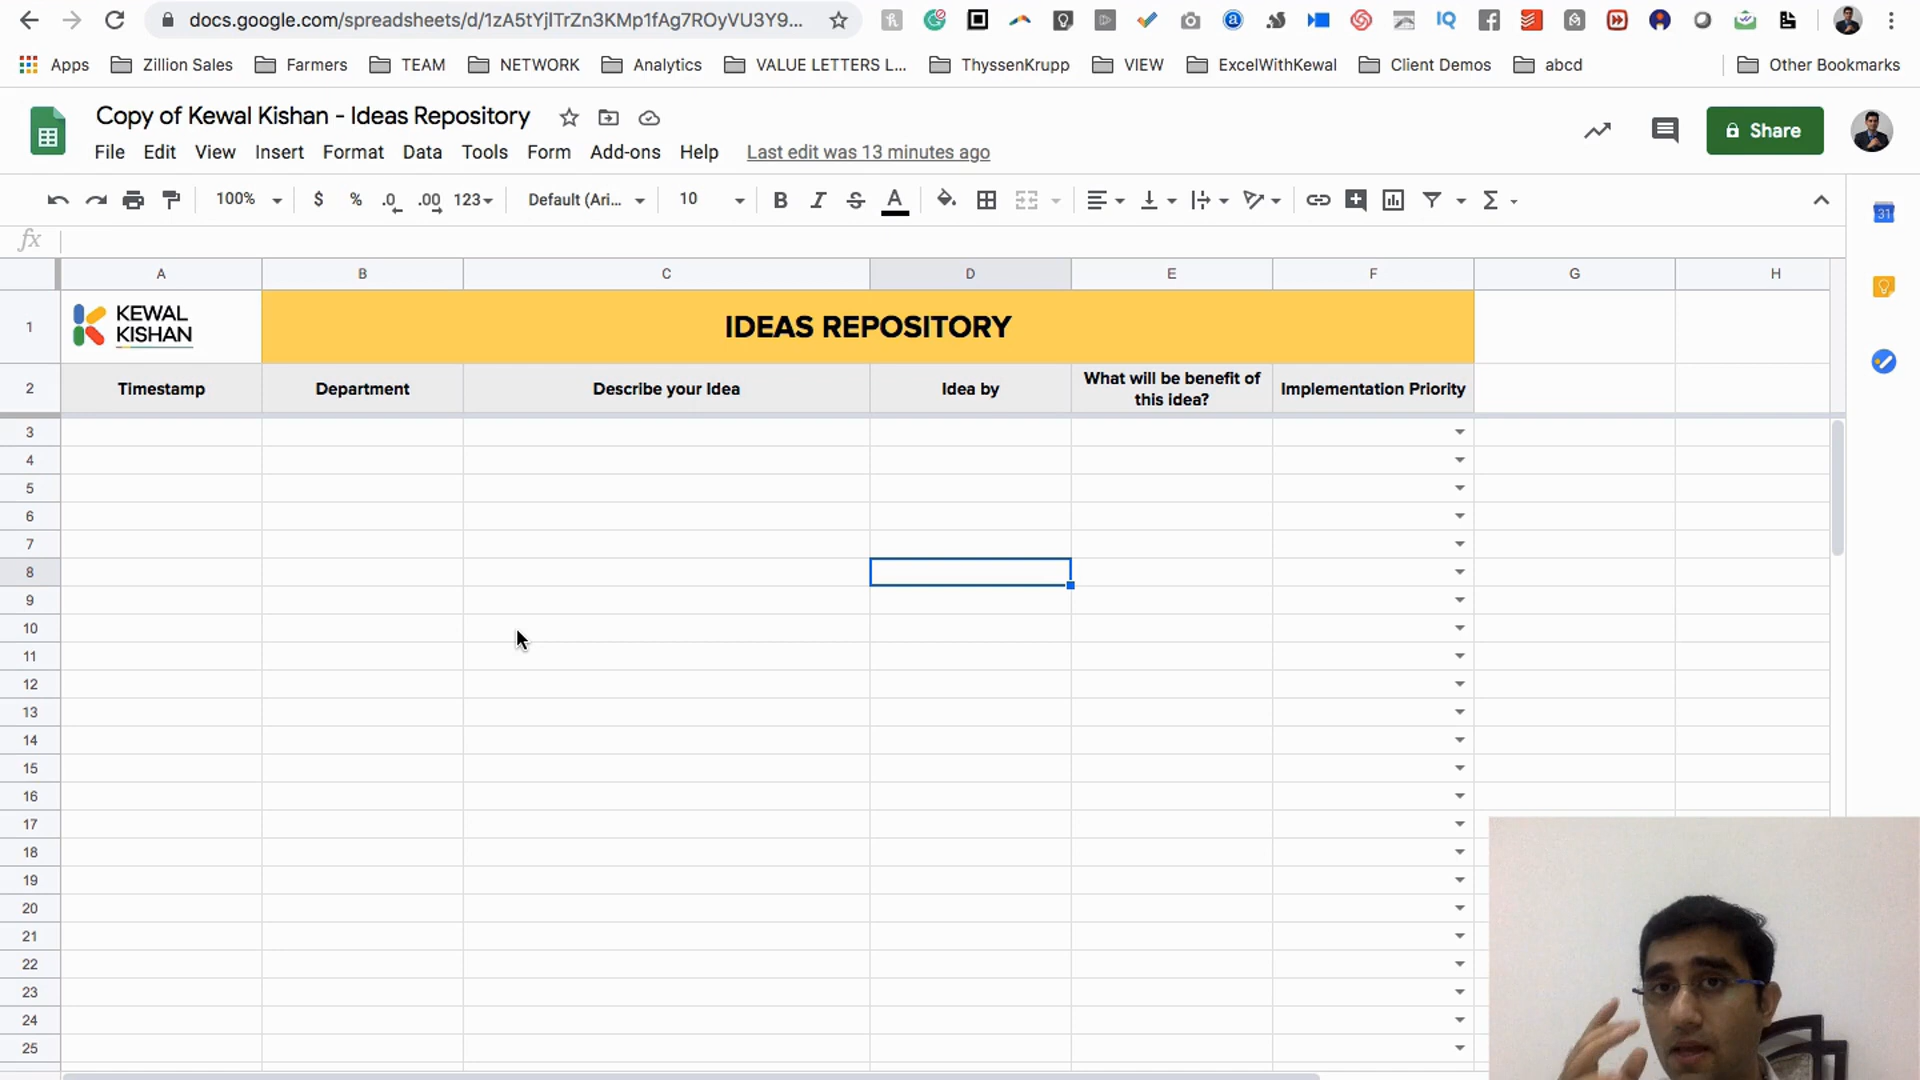 docs.google.com/spreadsheets/d/1zA5tYjlTrZn3KMp1fAg7ROyVU3Y9...
Apps Zillion Sales Farmers TEAM NETWORK Analytics VALUE LETTERS L... ThyssenKrupp VIEW ExcelWithKewal Client Demos abcd Other Bookmarks
Copy of Kewal Kishan - Ideas Repository
Share
File Edit View Insert Format Data Tools Form Add-ons Help Last edit was 13 minutes ago
100% $ % .0 .00 123 Default (Ari... 10 B I S A Σ
31
fx
A B C D E F G H
1 KEWAL KISHAN IDEAS REPOSITORY
2 Timestamp Department Describe your Idea Idea by What will be benefit of this idea? Implementation Priority
3
4
5
6
7
8
9
10
11
12
13
14
15
16
17
18
19
20
21
22
23
24
25